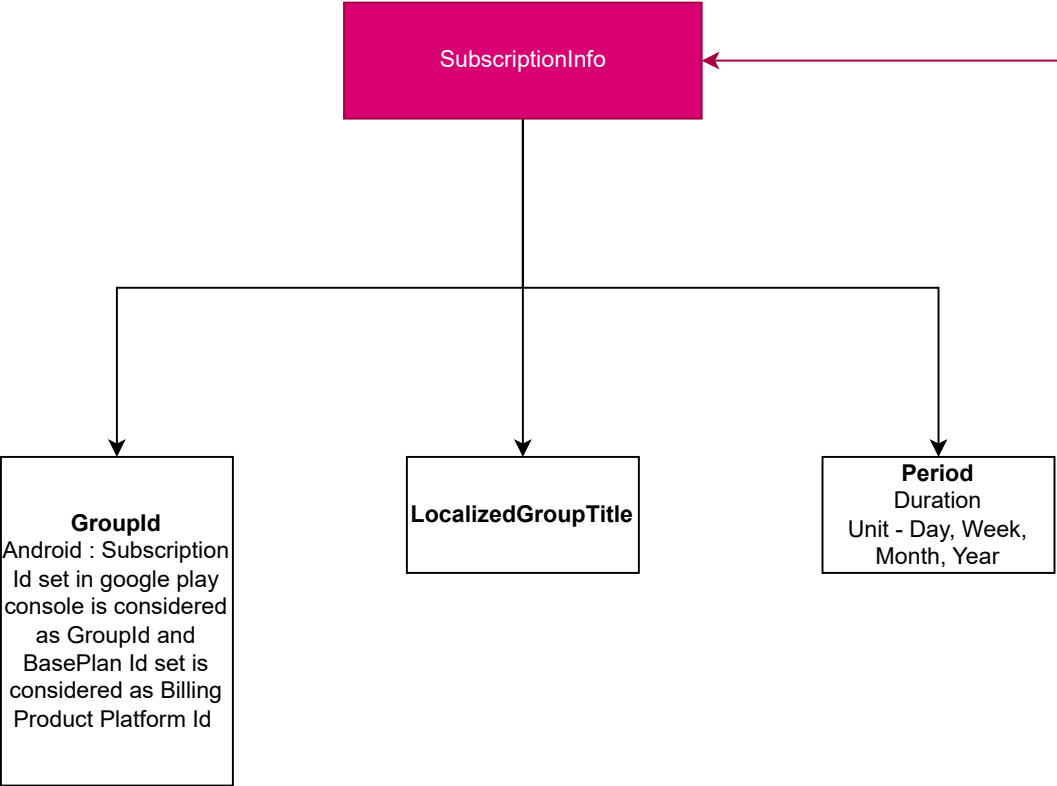 SubscriptionInfo
GroupId
Android : Subscription
Id set in google play
console is considered
as GroupId and
BasePlan Id set is
considered as Billing
Product Platform Id
LocalizedGroupTitle
Period
Duration
Unit - Day, Week,
Month, Year